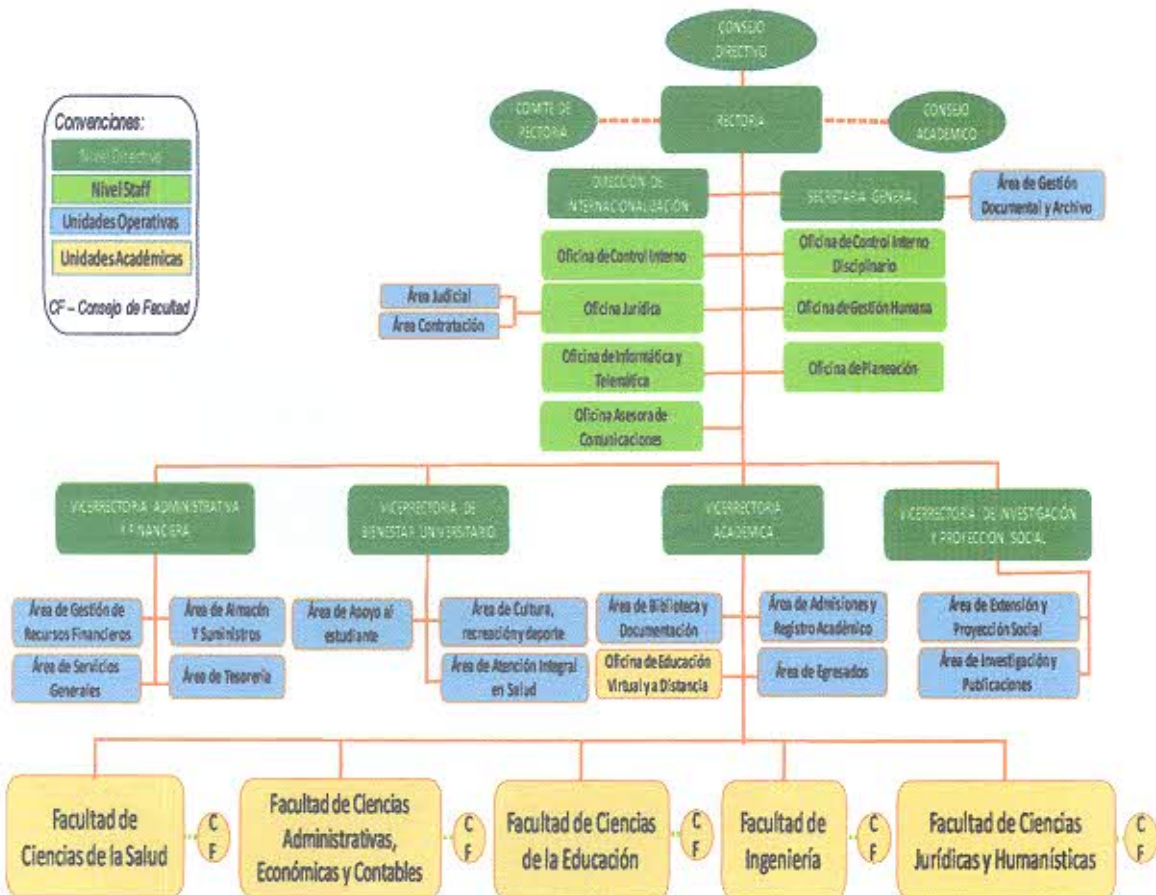 CONSEJO
DIRECTIVO
COMITE DE
RECTORIA
RECTORIA
CONSEJO
ACADEMICO
Convenciones:
Nivel Directivo
Nivel Staff
Unidades Operativas
Unidades Académicas
CF – Consejo de Facultad
DIRECCIÓN DE
INTERNACIONALIZACIÓN
SECRETARIA GENERAL
Área de Gestión
Documental y Archivo
Oficina de Control Interno
Oficina de Control Interno
Disciplinario
Área Judicial
Área Contratación
Oficina Jurídica
Oficina de Gestión Humana
Oficina de Informática y
Telemática
Oficina de Planeación
Oficina Asesora de
Comunicaciones
VICERRECTORIA ADMINISTRATIVA
Y FINANCIERA
VICERRECTORIA DE
BIENESTAR UNIVERSITARIO
VICERRECTORIA
ACADEMICA
VICERRECTORIA DE INVESTIGACIÓN
Y PROYECCIÓN SOCIAL
Área de Gestión de
Recursos Financieros
Área de Almacén
Y Suministros
Área de Servicios
Generales
Área de Tesorería
Área de Apoyo al
estudiante
Área de Cultura,
recreación y deporte
Área de Atención Integral
en Salud
Área de Biblioteca y
Documentación
Área de Admisiones y
Registro Académico
Oficina de Educación
Virtual y a Distancia
Área de Egresados
Área de Extensión y
Proyección Social
Área de Investigación y
Publicaciones
Facultad de
Ciencias de la Salud
C
F
Facultad de Ciencias
Administrativas,
Económicas y Contables
C
F
Facultad de Ciencias
de la Educación
C
F
Facultad de
Ingeniería
C
F
Facultad de Ciencias
Jurídicas y Humanísticas
C
F